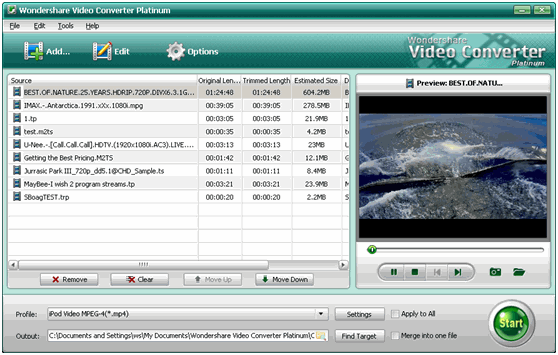 Wondershare Video Converter Platinum
File Edit Tools Help
Add... Edit Options
Wondershare
Video Converter
Platinum
Source Original Len... Trimmed Length Estimated Size D
BEST.OF.NATURE.25.YEARS.HDRIP.720P.DIVX6.3.1G... 01:24:48 01:24:48 604.2MB
IMAX.-.Antarctica.1991.xXx.1080i.mpg 00:39:05 00:39:05 278.5MB
1.tp 00:03:05 00:03:05 21.9MB
test.m2ts 00:00:35 00:00:35 4.2MB
U-Nee.-.[Call.Call.Call].HDTV.(1920x1080i.AC3).LIVE.... 00:03:13 00:03:13 23MB
Getting the Best Pricing.M2TS 00:01:42 00:01:42 12.1MB
Jurrasic Park III_720p_dd5.1@CHD_Sample.ts 00:01:11 00:01:11 8.4MB
MayBee-I wish 2 program streams.tp 00:03:21 00:03:21 23.9MB
SBoagTEST.trp 00:00:20 00:00:20 2.2MB
Preview: BEST.OF.NATU...
Remove Clear Move Up Move Down
Profile: iPod Video MPEG-4(*.mp4) Settings Apply to All
Output: C:\Documents and Settings\ws\My Documents\Wondershare Video Converter Platinum\O Find Target Merge into one file
Start